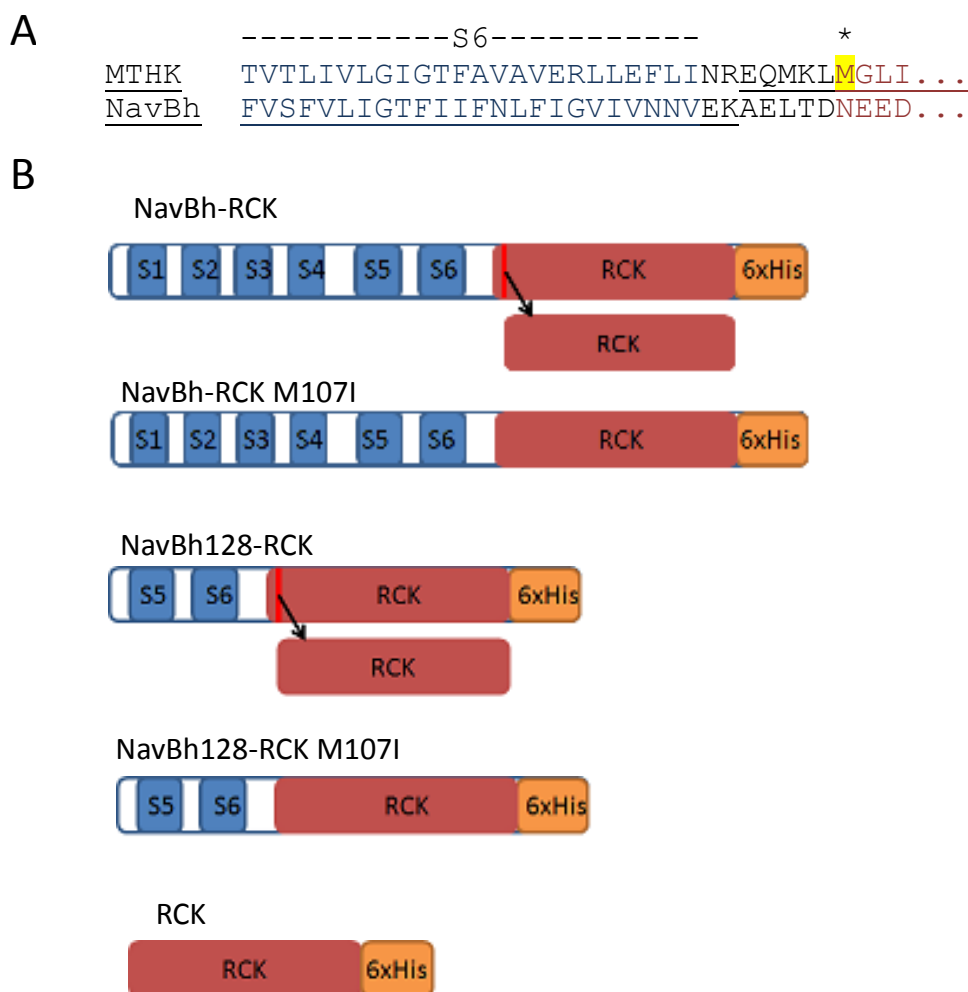 A
-----------S6----------- *
MTHK TVTLIVLGIGTFAVAVERLLEFLINREQMKLMGLI...
NavBh FVSFVLIGTFIIFNLFIGVIVNNVEKAELTDNEED...
B
NavBh-RCK
S1 S2 S3 S4 S5 S6 RCK 6xHis
RCK
NavBh-RCK M107I
S1 S2 S3 S4 S5 S6 RCK 6xHis
NavBh128-RCK
S5 S6 RCK 6xHis
RCK
NavBh128-RCK M107I
S5 S6 RCK 6xHis
RCK
RCK 6xHis